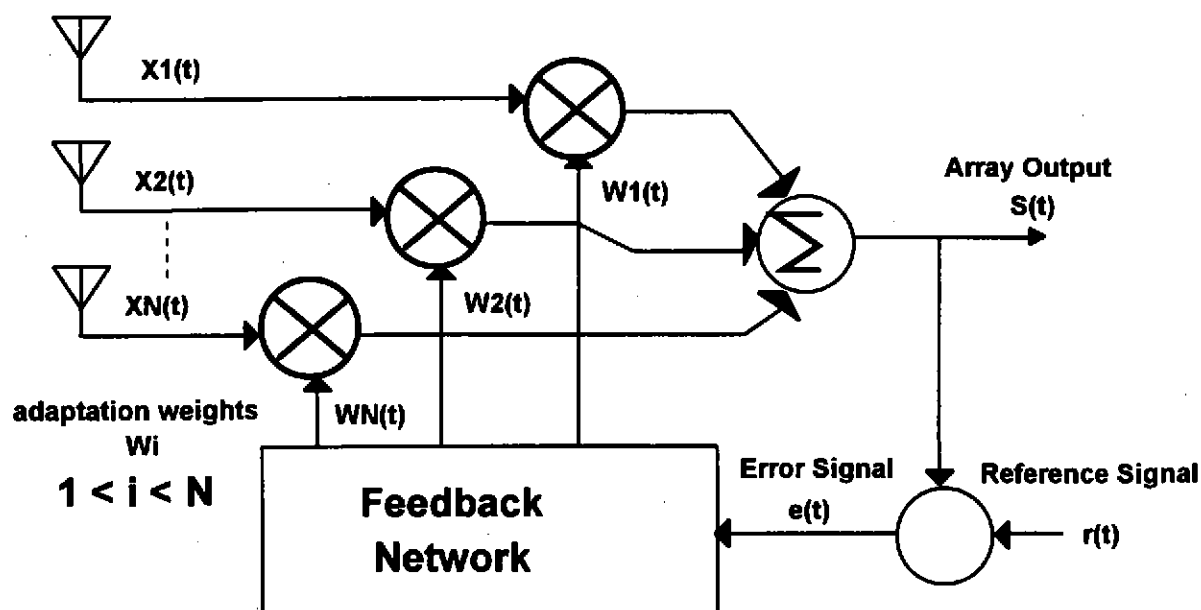 X1(t)
X2(t)
XN(t)
W1(t)
W2(t)
WN(t)
Σ
Array Output
S(t)
adaptation weights
Wi
1 < i < N
Feedback
Network
Error Signal
e(t)
Reference Signal
r(t)